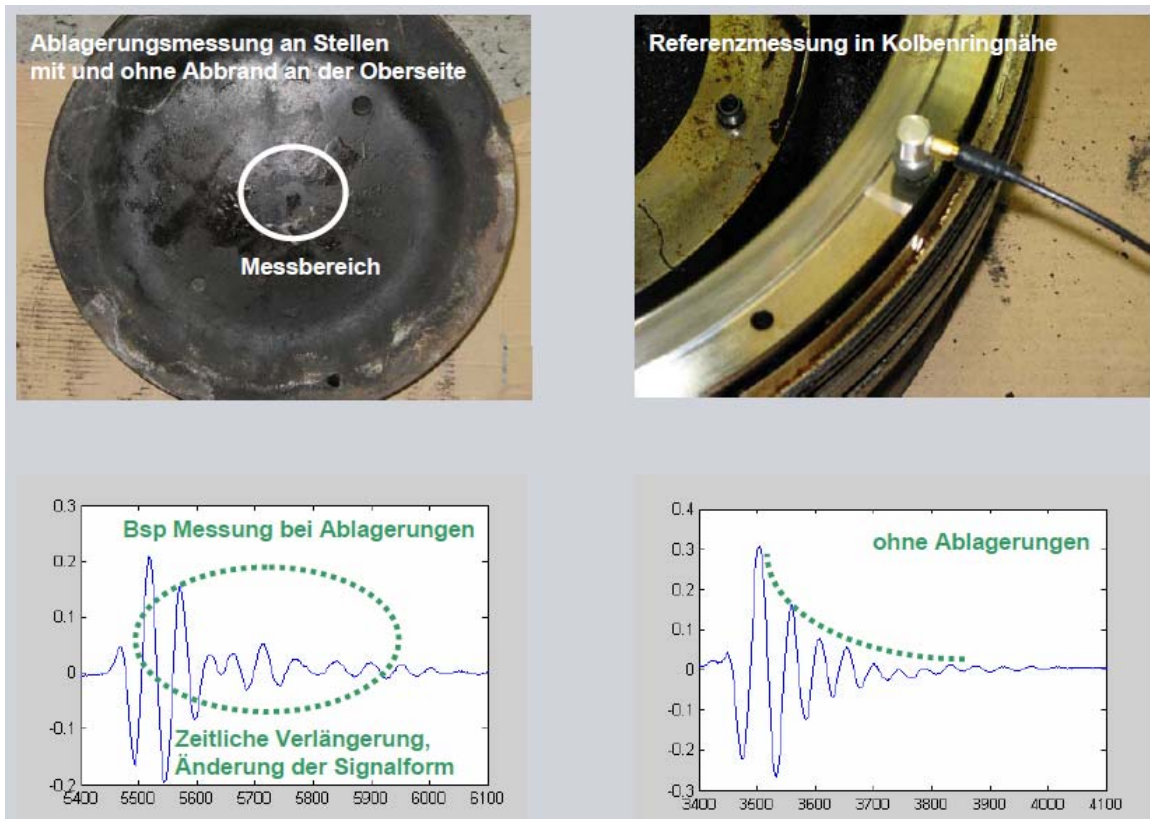 Ablagerungsmessung an Stellen
mit und ohne Abbrand an der Oberseite
Messbereich
Referenzmessung in Kolbenringnähe
0.3
0.2
0.1
0
-0.1
-0.2
Bsp Messung bei Ablagerungen
Zeitliche Verlängerung,
Änderung der Signalform
5400 5500 5600 5700 5800 5900 6000 6100
0.4
0.3
0.2
0.1
0
-0.1
-0.2
-0.3
ohne Ablagerungen
3400 3500 3600 3700 3800 3900 4000 4100